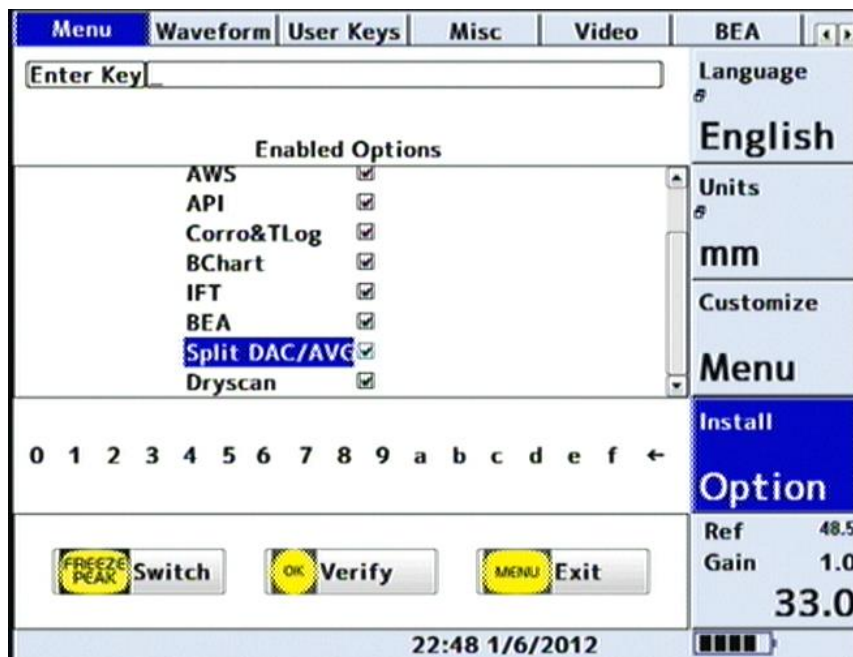 Menu Waveform User Keys Misc Video BEA
Enter Key_
Enabled Options
AWS
API
Corro&TLog
BChart
IFT
BEA
Split DAC/AVG
Dryscan
0 1 2 3 4 5 6 7 8 9 a b c d e f ←
FREEZE PEAK Switch
OK Verify
MENU Exit
22:48 1/6/2012
Language
English
Units
mm
Customize
Menu
Install
Option
Ref 48.5
Gain 1.0
33.0